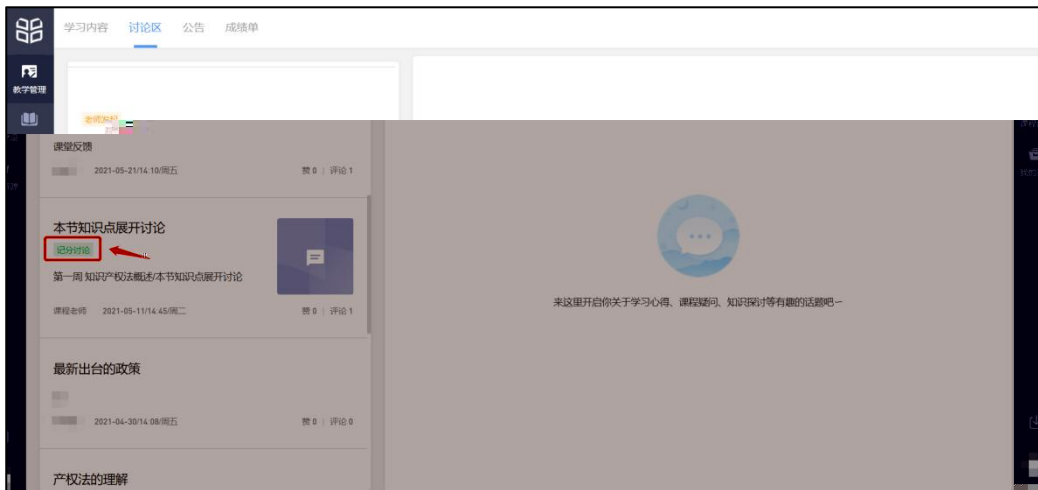 学习内容 讨论区 公告 成绩单
教学管理
课堂反馈
2021-05-21/14:10/周五 赞 0 | 评论 1
本节知识点展开讨论
记分讨论
第一周 知识产权法概述/本节知识点展开讨论
课程老师 2021-05-11/14:45/周二 赞 0 | 评论 1
来这里开启你关于学习心得、课程疑问、知识探讨等有趣的话题吧~
最新出台的政策
2021-04-30/14:08/周五 赞 0 | 评论 0
产权法的理解